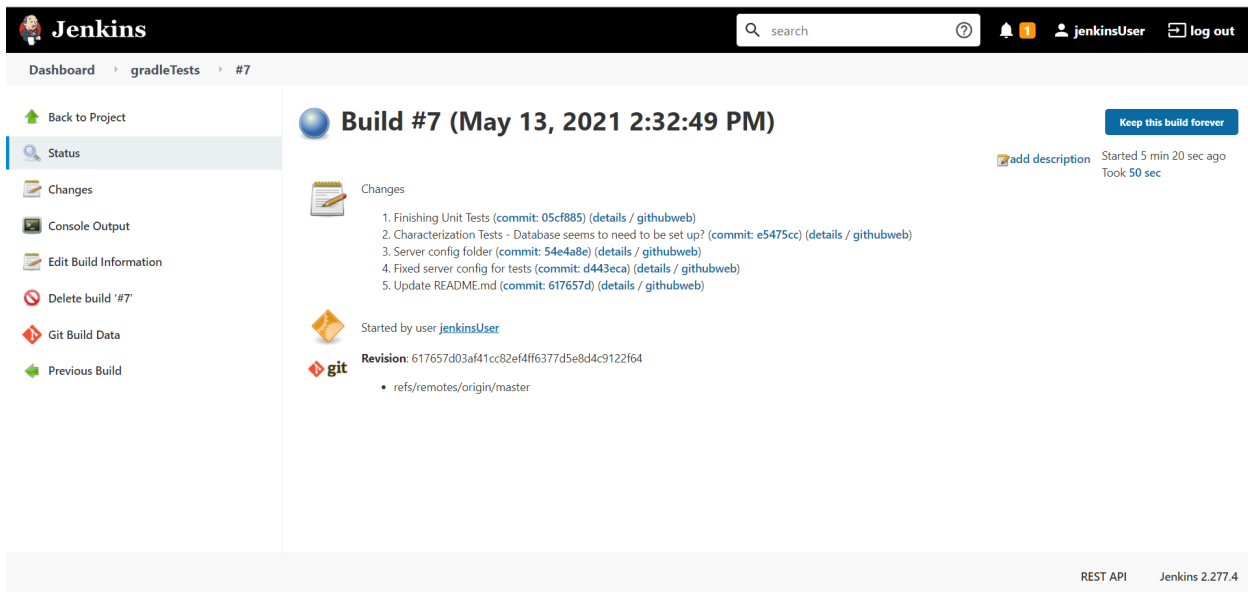 Jenkins
search
1
jenkinsUser
log out
Dashboard
gradleTests
#7
Back to Project
Status
Changes
Console Output
Edit Build Information
Delete build '#7'
Git Build Data
Previous Build
Build #7 (May 13, 2021 2:32:49 PM)
Keep this build forever
add description
Started 5 min 20 sec ago
Took 50 sec
Changes
1. Finishing Unit Tests (commit: 05cf885) (details / githubweb)
2. Characterization Tests - Database seems to need to be set up? (commit: e5475cc) (details / githubweb)
3. Server config folder (commit: 54e4a8e) (details / githubweb)
4. Fixed server config for tests (commit: d443eca) (details / githubweb)
5. Update README.md (commit: 617657d) (details / githubweb)
Started by user jenkinsUser
git
Revision: 617657d03af41cc82ef4ff6377d5e8d4c9122f64
• refs/remotes/origin/master
REST API
Jenkins 2.277.4